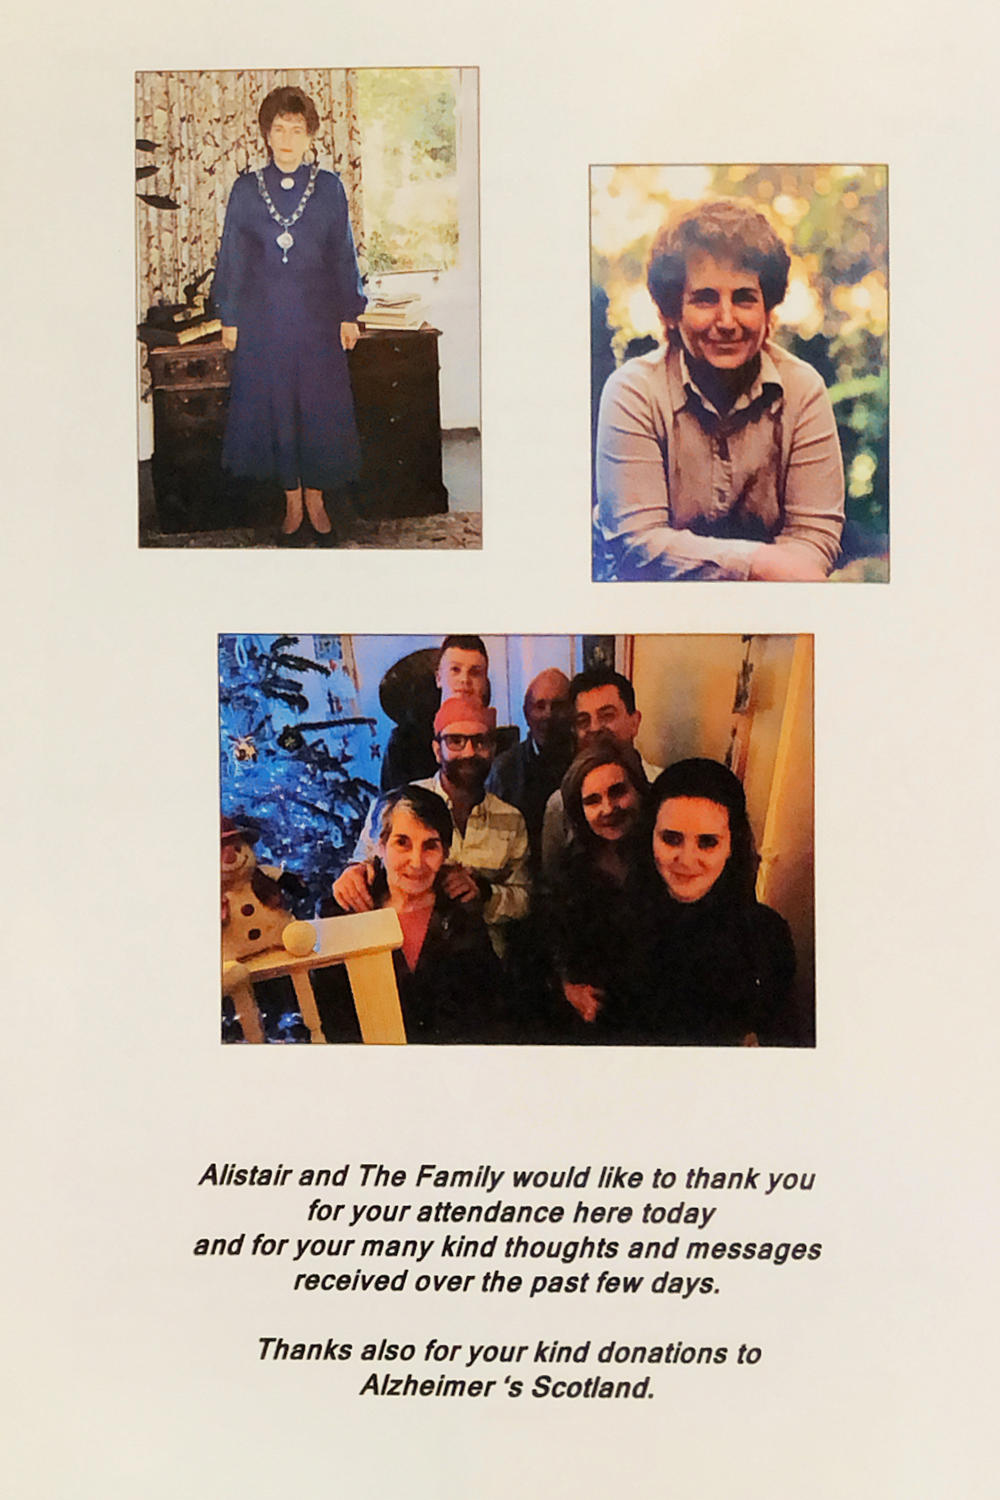 Alistair and The Family would like to thank you
for your attendance here today
and for your many kind thoughts and messages
received over the past few days.
Thanks also for your kind donations to
Alzheimer ‘s Scotland.